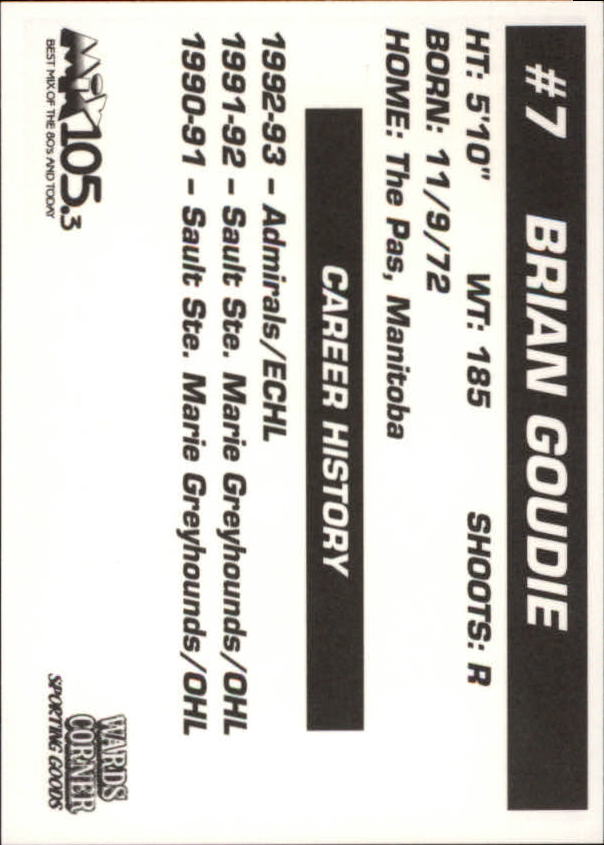 #7 BRIAN GOUDIE
HT: 5'10" WT: 185 SHOOTS: R
BORN: 11/9/72
HOME: The Pas, Manitoba
CAREER HISTORY
1992-93 – Admirals/ECHL
1991-92 – Sault Ste. Marie Greyhounds/OHL
1990-91 – Sault Ste. Marie Greyhounds/OHL
MiX105.3
BEST MIX OF THE 80s AND TODAY
WARDS
CORNER
SPORTING GOODS